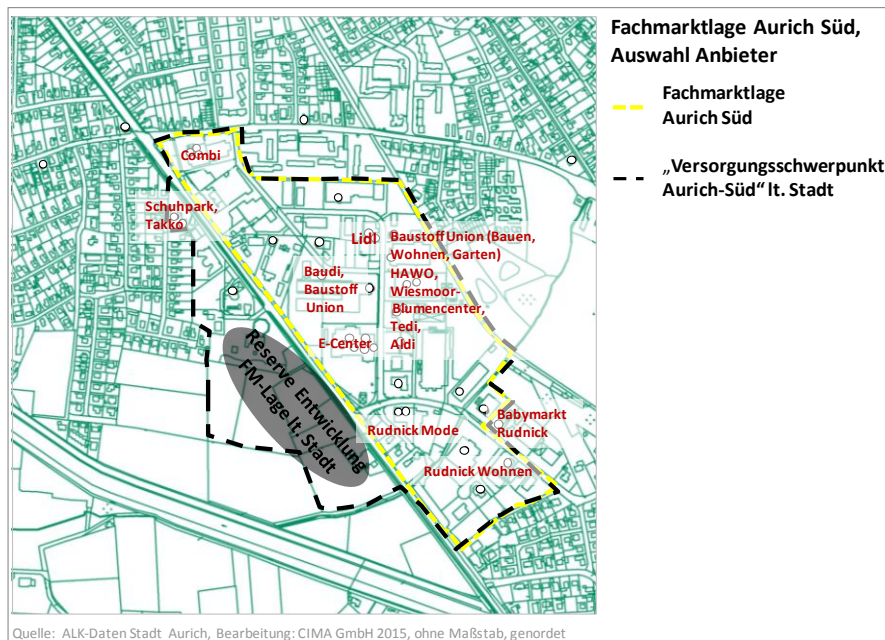 Fachmarktlage Aurich Süd,
Auswahl Anbieter
Fachmarktlage
Aurich Süd
„Versorgungsschwerpunkt
Aurich-Süd“ lt. Stadt
Combi
Schuhpark,
Takko
Lidl
Baustoff Union (Bauen,
Wohnen, Garten)
HAWO,
Wiesmoor-
Blumencenter,
Tedi,
Aldi
Baudi,
Baustoff
Union
E-Center
Reserve Entwicklung
FM-Lage lt. Stadt
Rudnick Mode
Babymarkt
Rudnick
Rudnick Wohnen
Quelle: ALK-Daten Stadt Aurich, Bearbeitung: CIMA GmbH 2015, ohne Maßstab, genordet